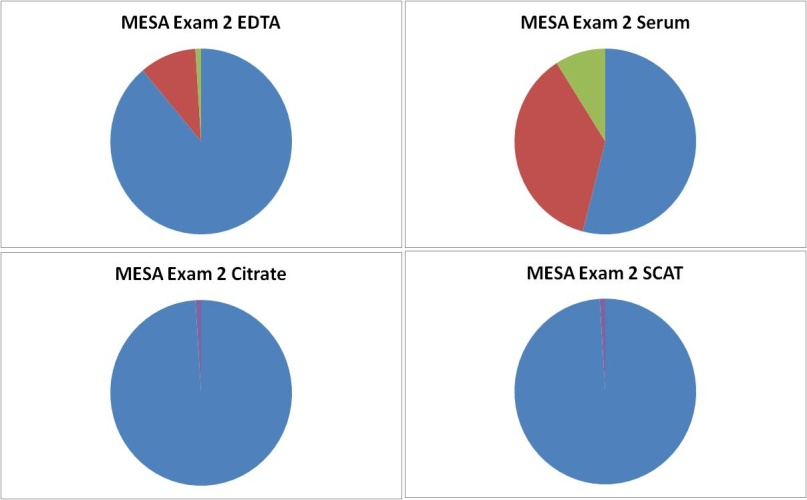 MESA Exam 2 EDTA
MESA Exam 2 Serum
MESA Exam 2 Citrate
MESA Exam 2 SCAT